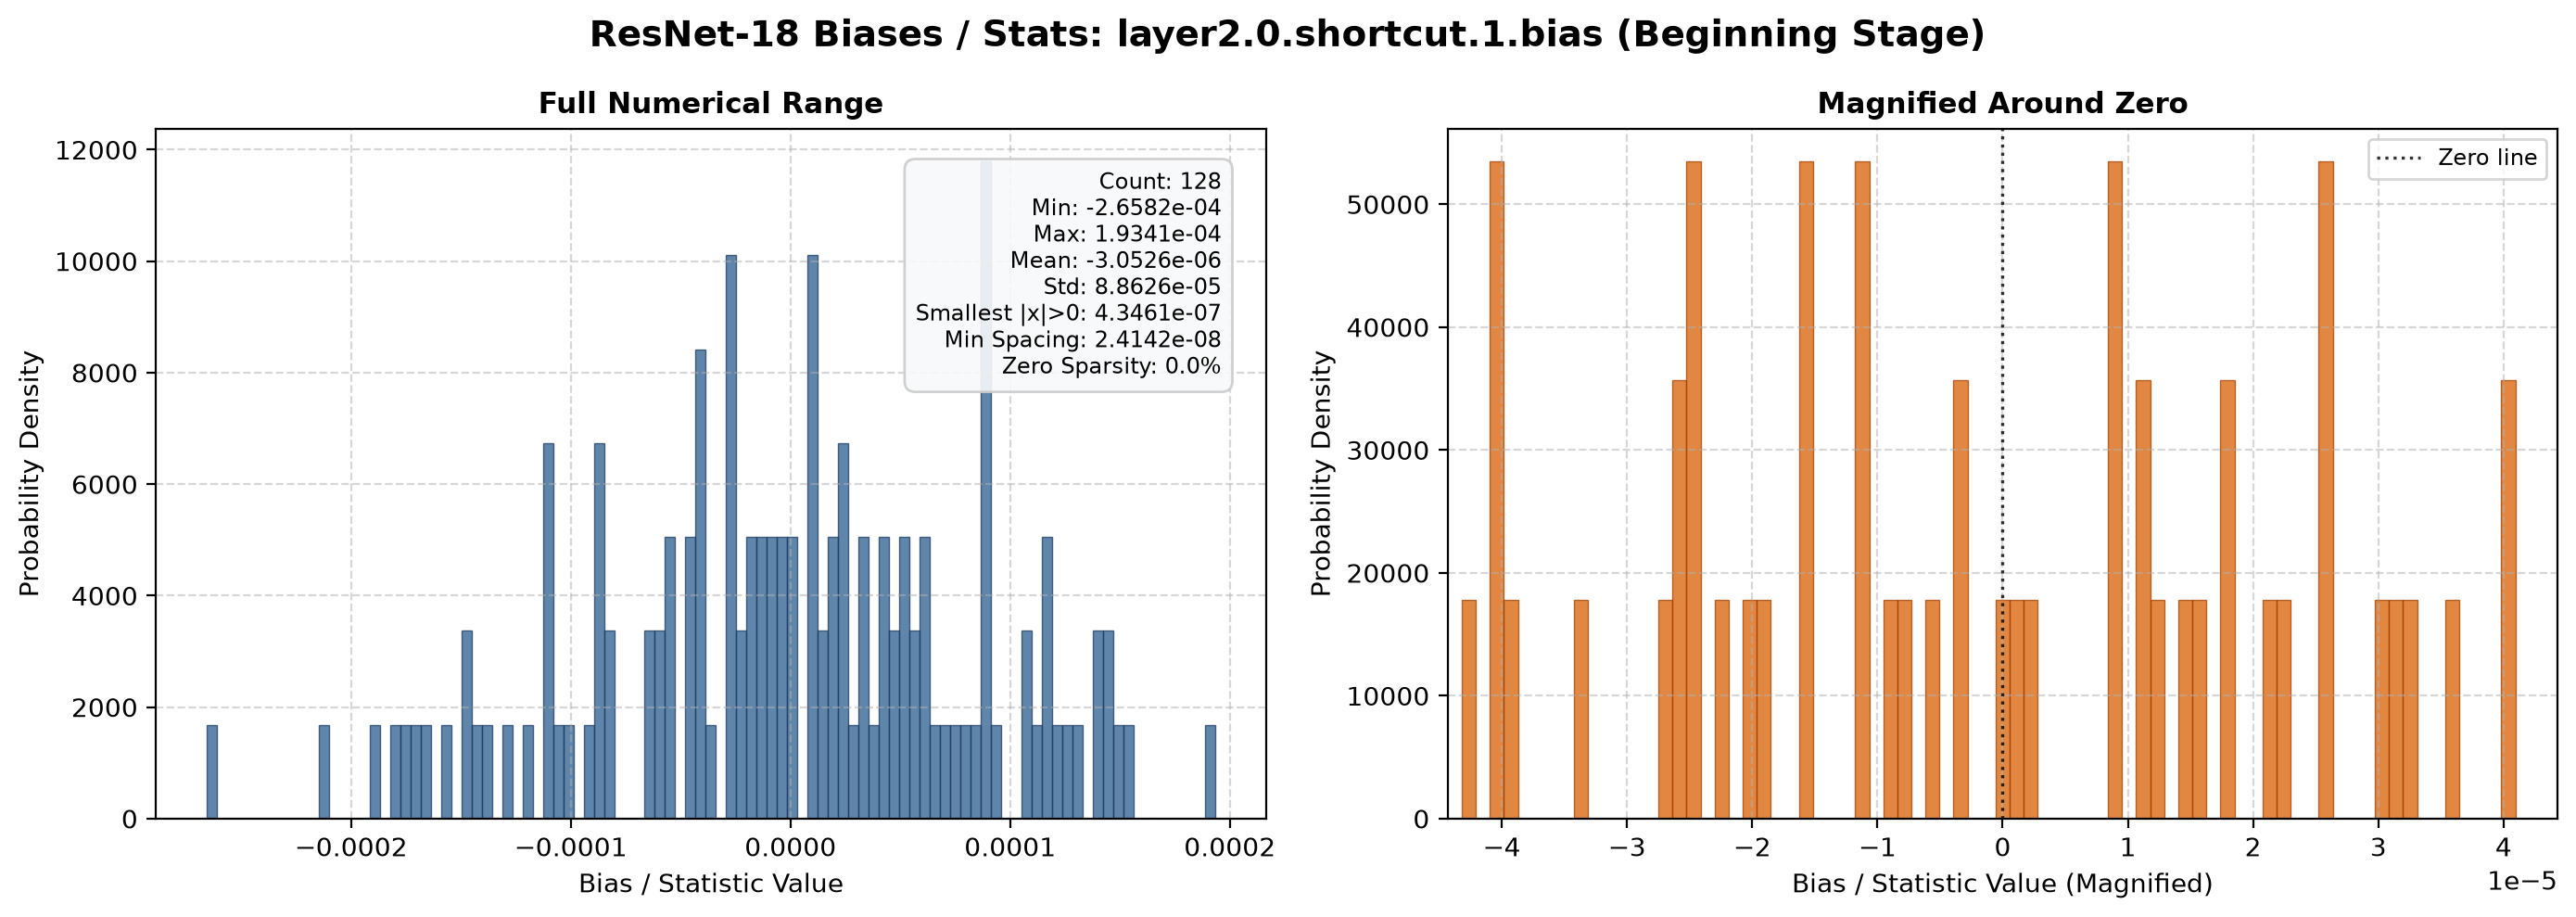 ResNet-18 Biases / Stats: layer2.0.shortcut.1.bias (Beginning Stage)
Full Numerical Range
Probability Density
12000
10000
8000
6000
4000
2000
0
Count: 128
Min: -2.6582e-04
Max: 1.9341e-04
Mean: -3.0526e-06
Std: 8.8626e-05
Smallest |x|>0: 4.3461e-07
Min Spacing: 2.4142e-08
Zero Sparsity: 0.0%
−0.0002 −0.0001 0.0000 0.0001 0.0002
Bias / Statistic Value
Magnified Around Zero
Probability Density
50000
40000
30000
20000
10000
0
Zero line
−4 −3 −2 −1 0 1 2 3 4
1e−5
Bias / Statistic Value (Magnified)